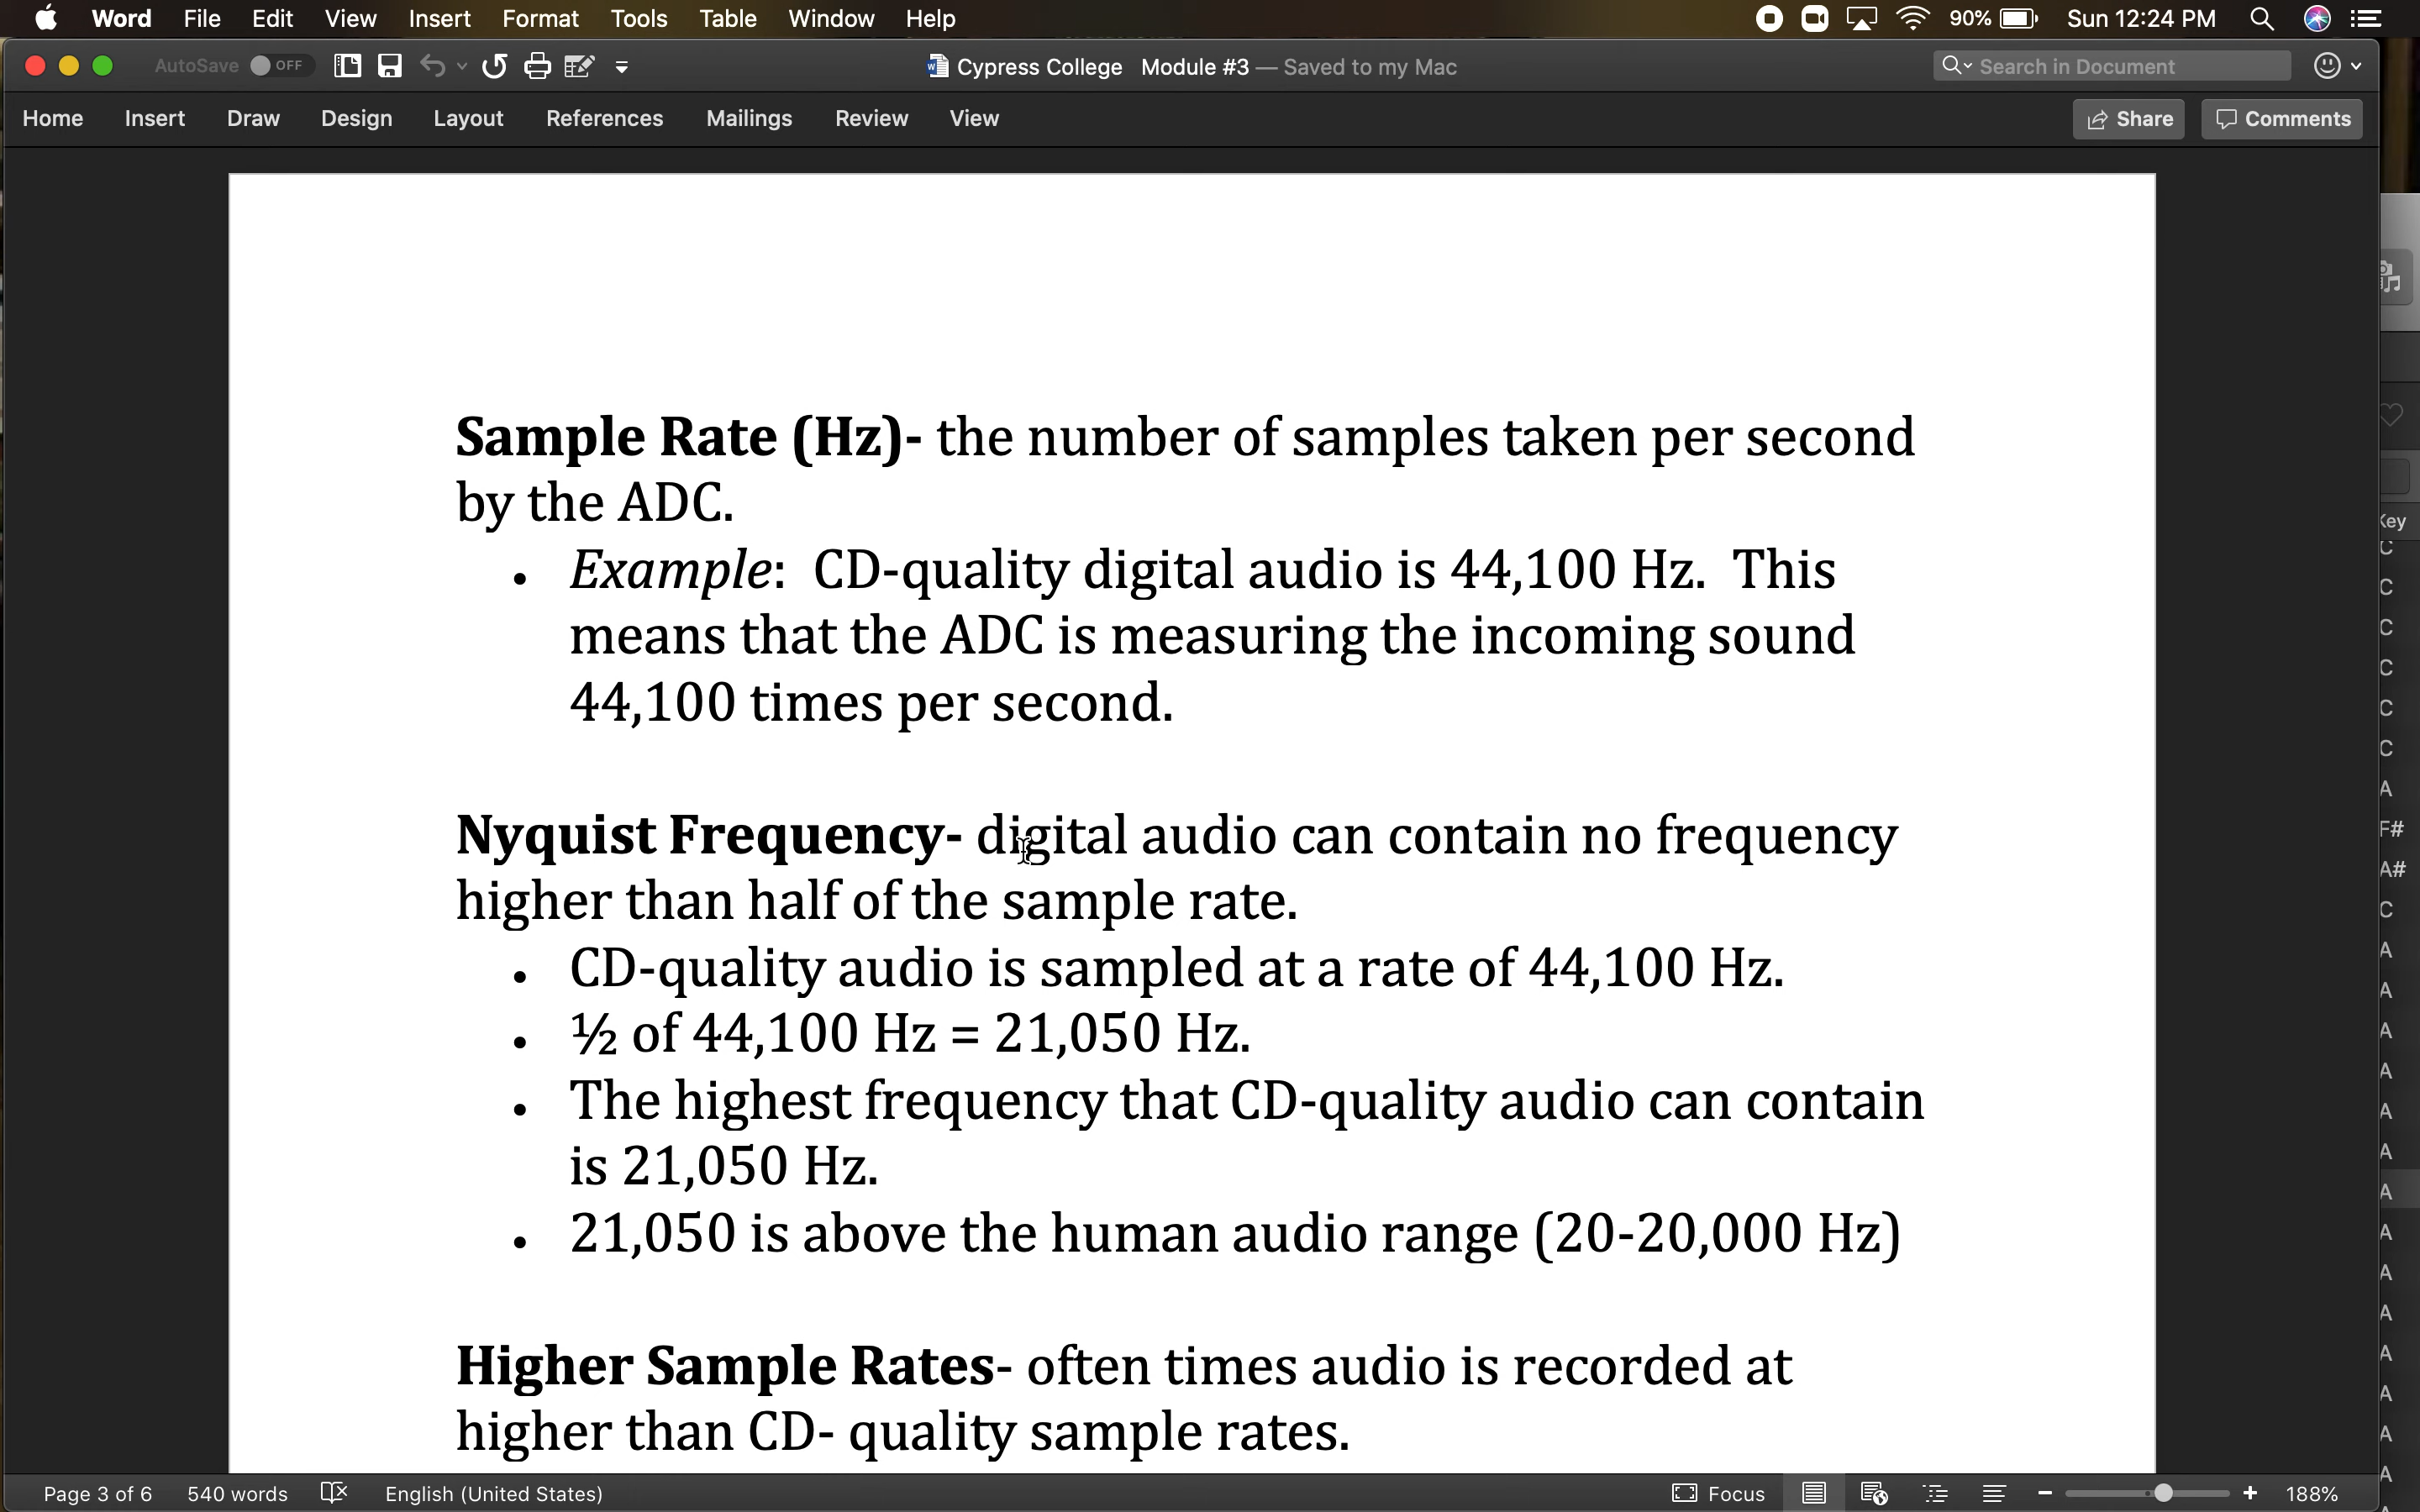 Word File Edit View Insert Format Tools Table Window Help 90% Sun 12:24 PM
AutoSave OFF Cypress College Module #3 — Saved to my Mac Search in Document
Home Insert Draw Design Layout References Mailings Review View Share Comments
Sample Rate (Hz)- the number of samples taken per second
by the ADC.
• Example: CD-quality digital audio is 44,100 Hz. This
means that the ADC is measuring the incoming sound
44,100 times per second.
Nyquist Frequency- digital audio can contain no frequency
higher than half of the sample rate.
• CD-quality audio is sampled at a rate of 44,100 Hz.
• ½ of 44,100 Hz = 21,050 Hz.
• The highest frequency that CD-quality audio can contain
is 21,050 Hz.
• 21,050 is above the human audio range (20-20,000 Hz)
Higher Sample Rates- often times audio is recorded at
higher than CD- quality sample rates.
Key
C
C
C
C
C
C
A
F#
A#
C
A
A
A
A
A
A
A
A
A
A
A
A
A
A
Page 3 of 6 540 words English (United States) Focus 188%